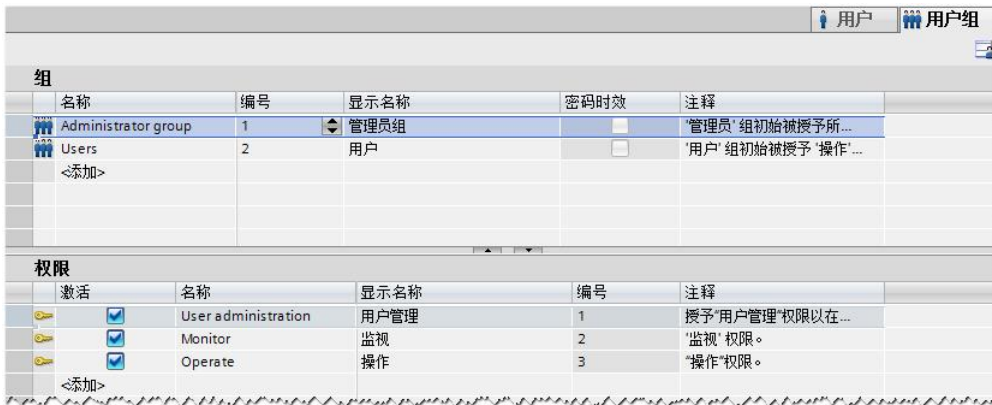 用户 用户组
组
名称 编号 显示名称 密码时效 注释
Administrator group 1 管理员组 '管理员' 组初始被授予所...
Users 2 用户 '用户' 组初始被授予 '操作'...
<添加>
权限
激活 名称 显示名称 编号 注释
User administration 用户管理 1 授予"用户管理"权限以在...
Monitor 监视 2 '监视' 权限。
Operate 操作 3 "操作"权限。
<添加>